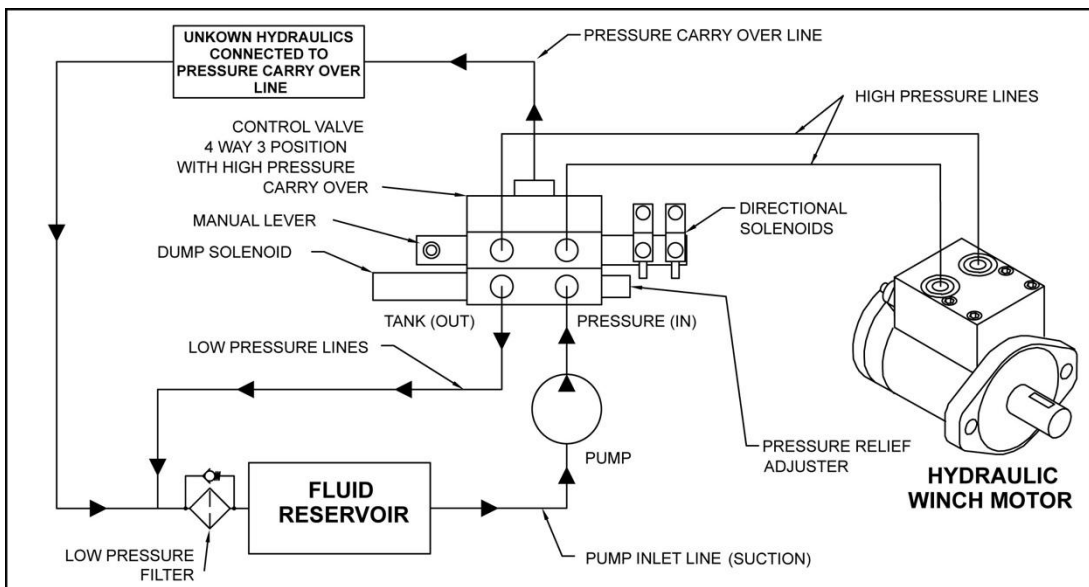 UNKOWN HYDRAULICS
CONNECTED TO
PRESSURE CARRY OVER
LINE
PRESSURE CARRY OVER LINE
HIGH PRESSURE LINES
CONTROL VALVE
4 WAY 3 POSITION
WITH HIGH PRESSURE
CARRY OVER
MANUAL LEVER
DUMP SOLENOID
DIRECTIONAL
SOLENOIDS
TANK (OUT)
PRESSURE (IN)
LOW PRESSURE LINES
PUMP
PRESSURE RELIEF
ADJUSTER
HYDRAULIC
WINCH MOTOR
FLUID
RESERVOIR
LOW PRESSURE
FILTER
PUMP INLET LINE (SUCTION)